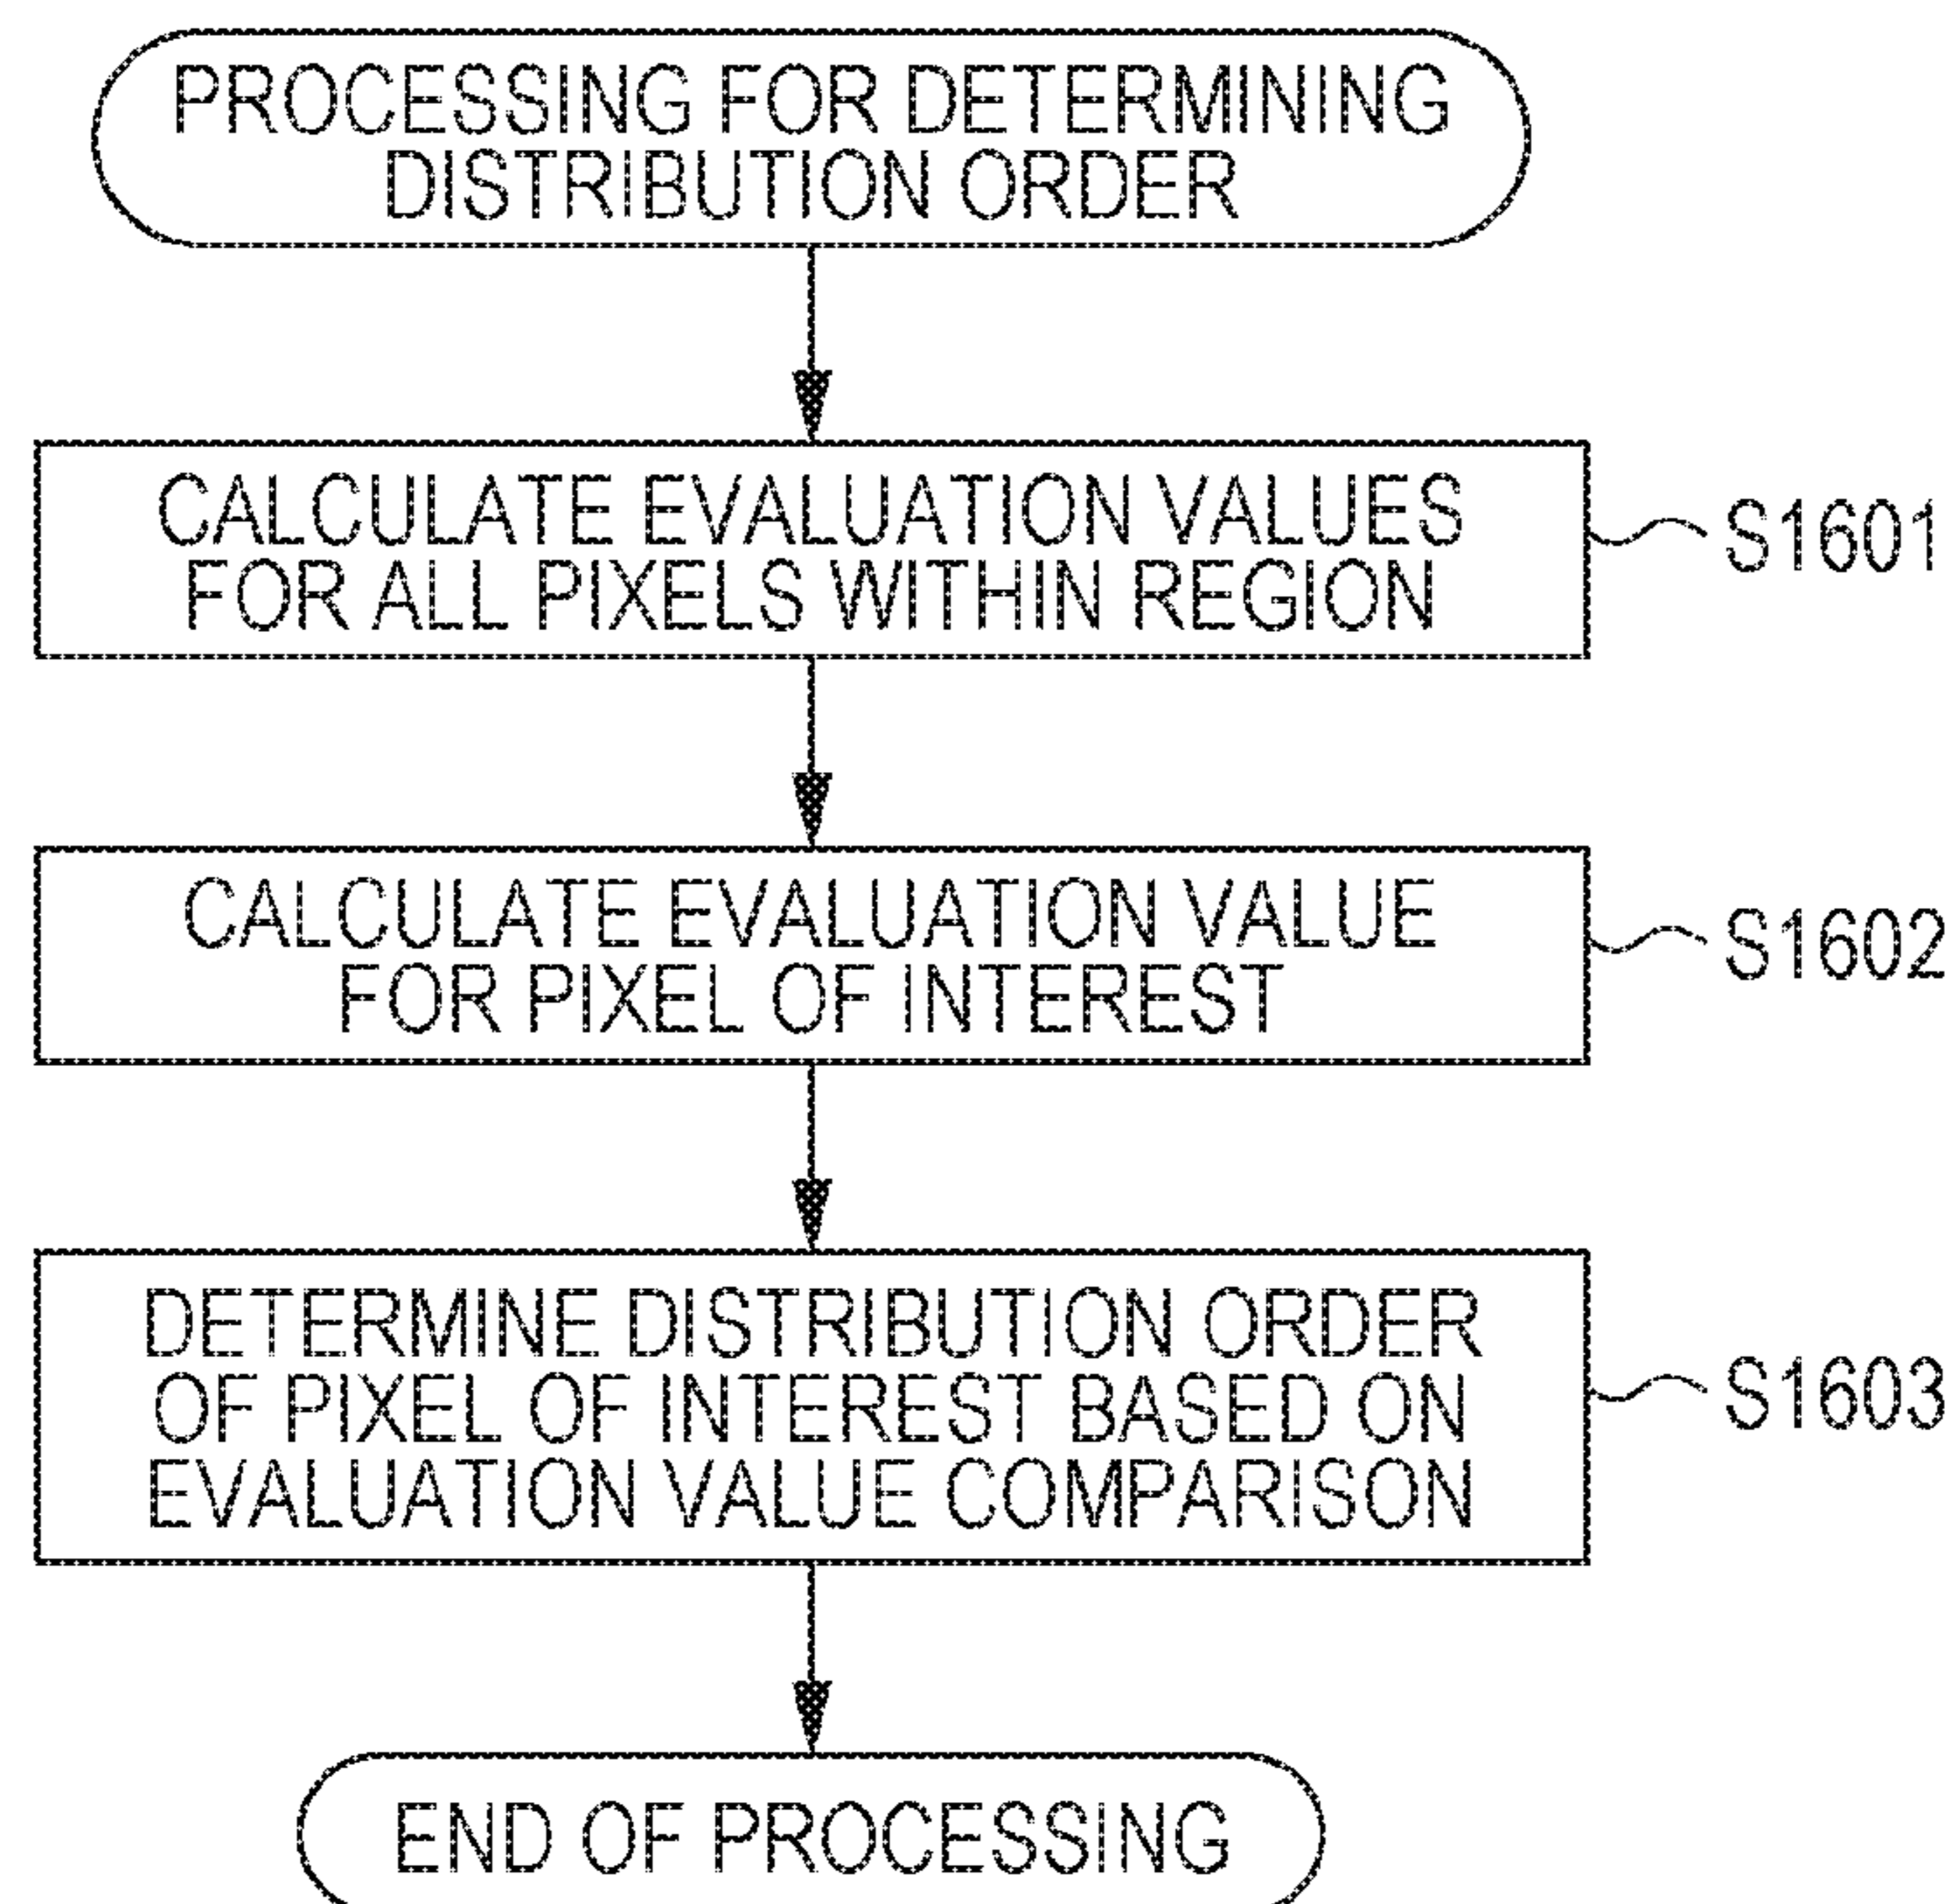 PROCESSING FOR DETERMINING
DISTRIBUTION ORDER
CALCULATE EVALUATION VALUES
FOR ALL PIXELS WITHIN REGION
S1601
CALCULATE EVALUATION VALUE
FOR PIXEL OF INTEREST
S1602
DETERMINE DISTRIBUTION ORDER
OF PIXEL OF INTEREST BASED ON
EVALUATION VALUE COMPARISON
S1603
END OF PROCESSING